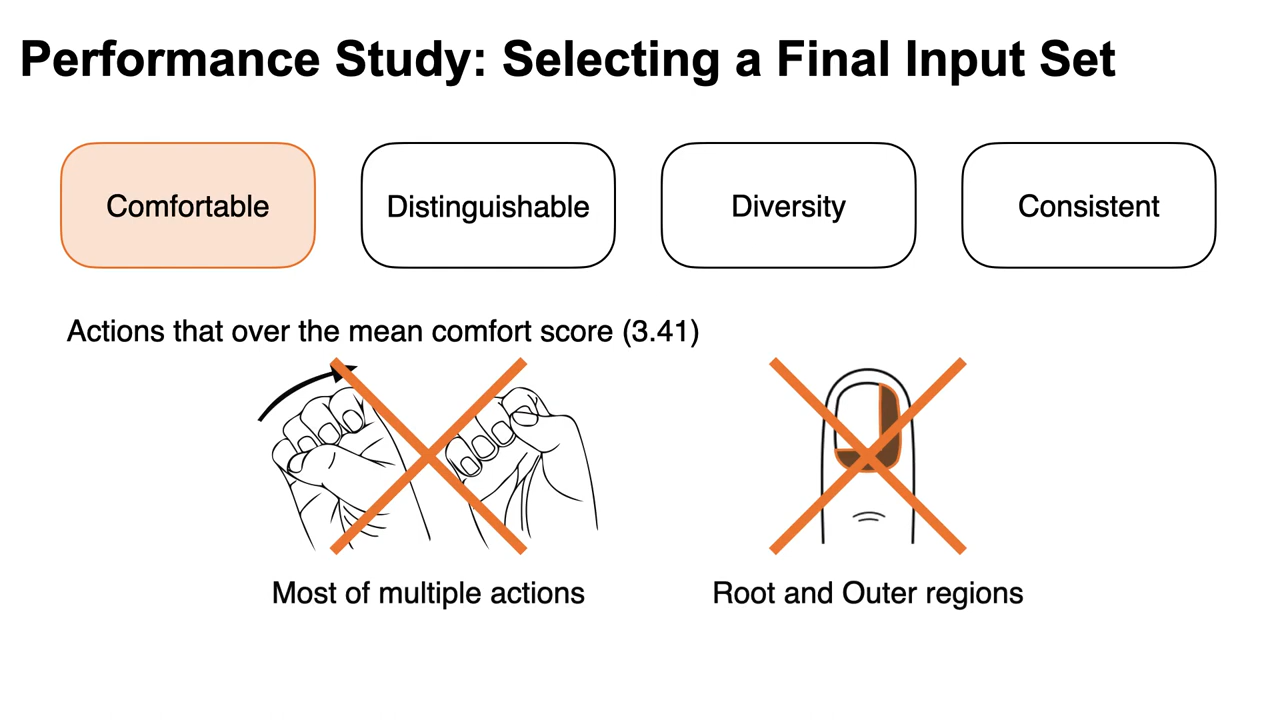 Performance Study: Selecting a Final Input Set
Comfortable
Distinguishable
Diversity
Consistent
Actions that over the mean comfort score (3.41)
Most of multiple actions
Root and Outer regions